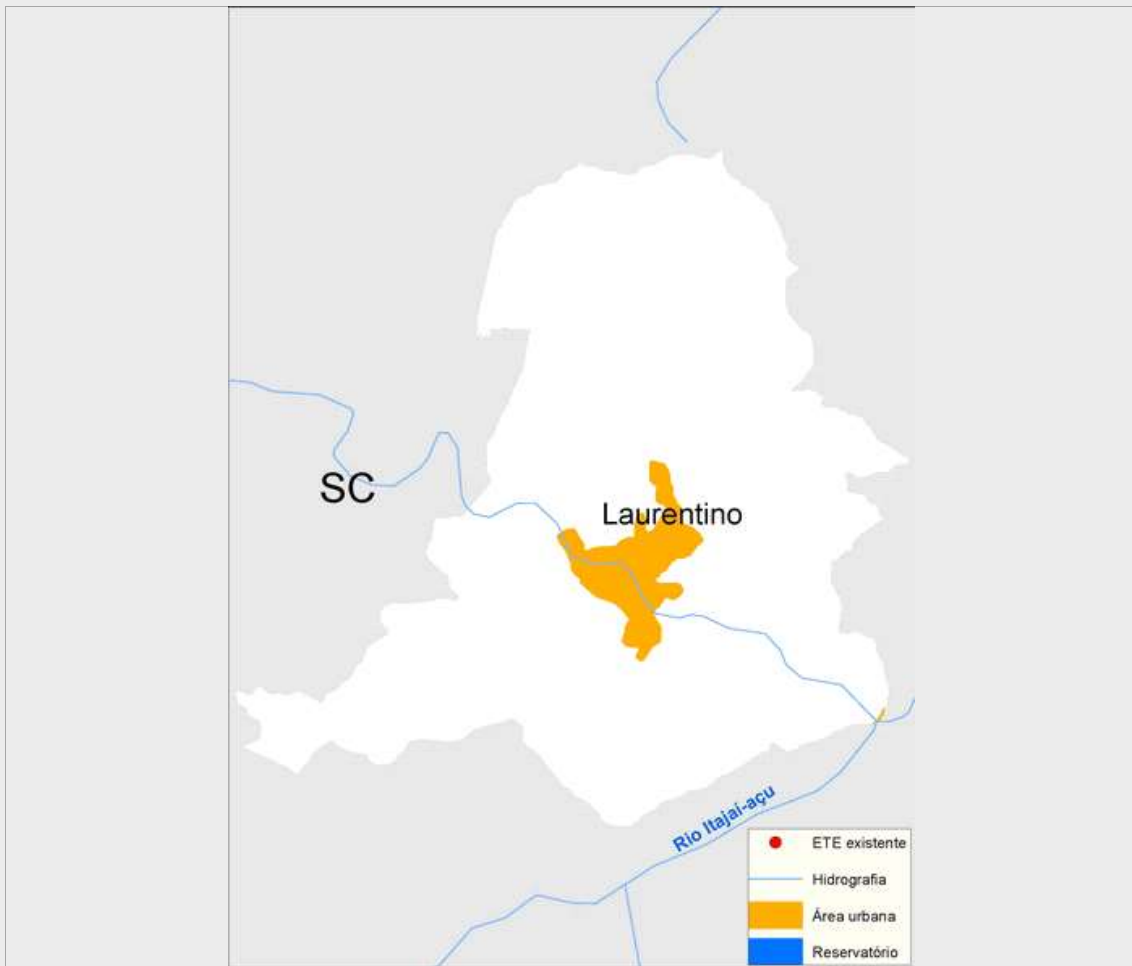 SC
Laurentino
Rio Itajaí-açu
ETE existente
Hidrografia
Área urbana
Reservatório